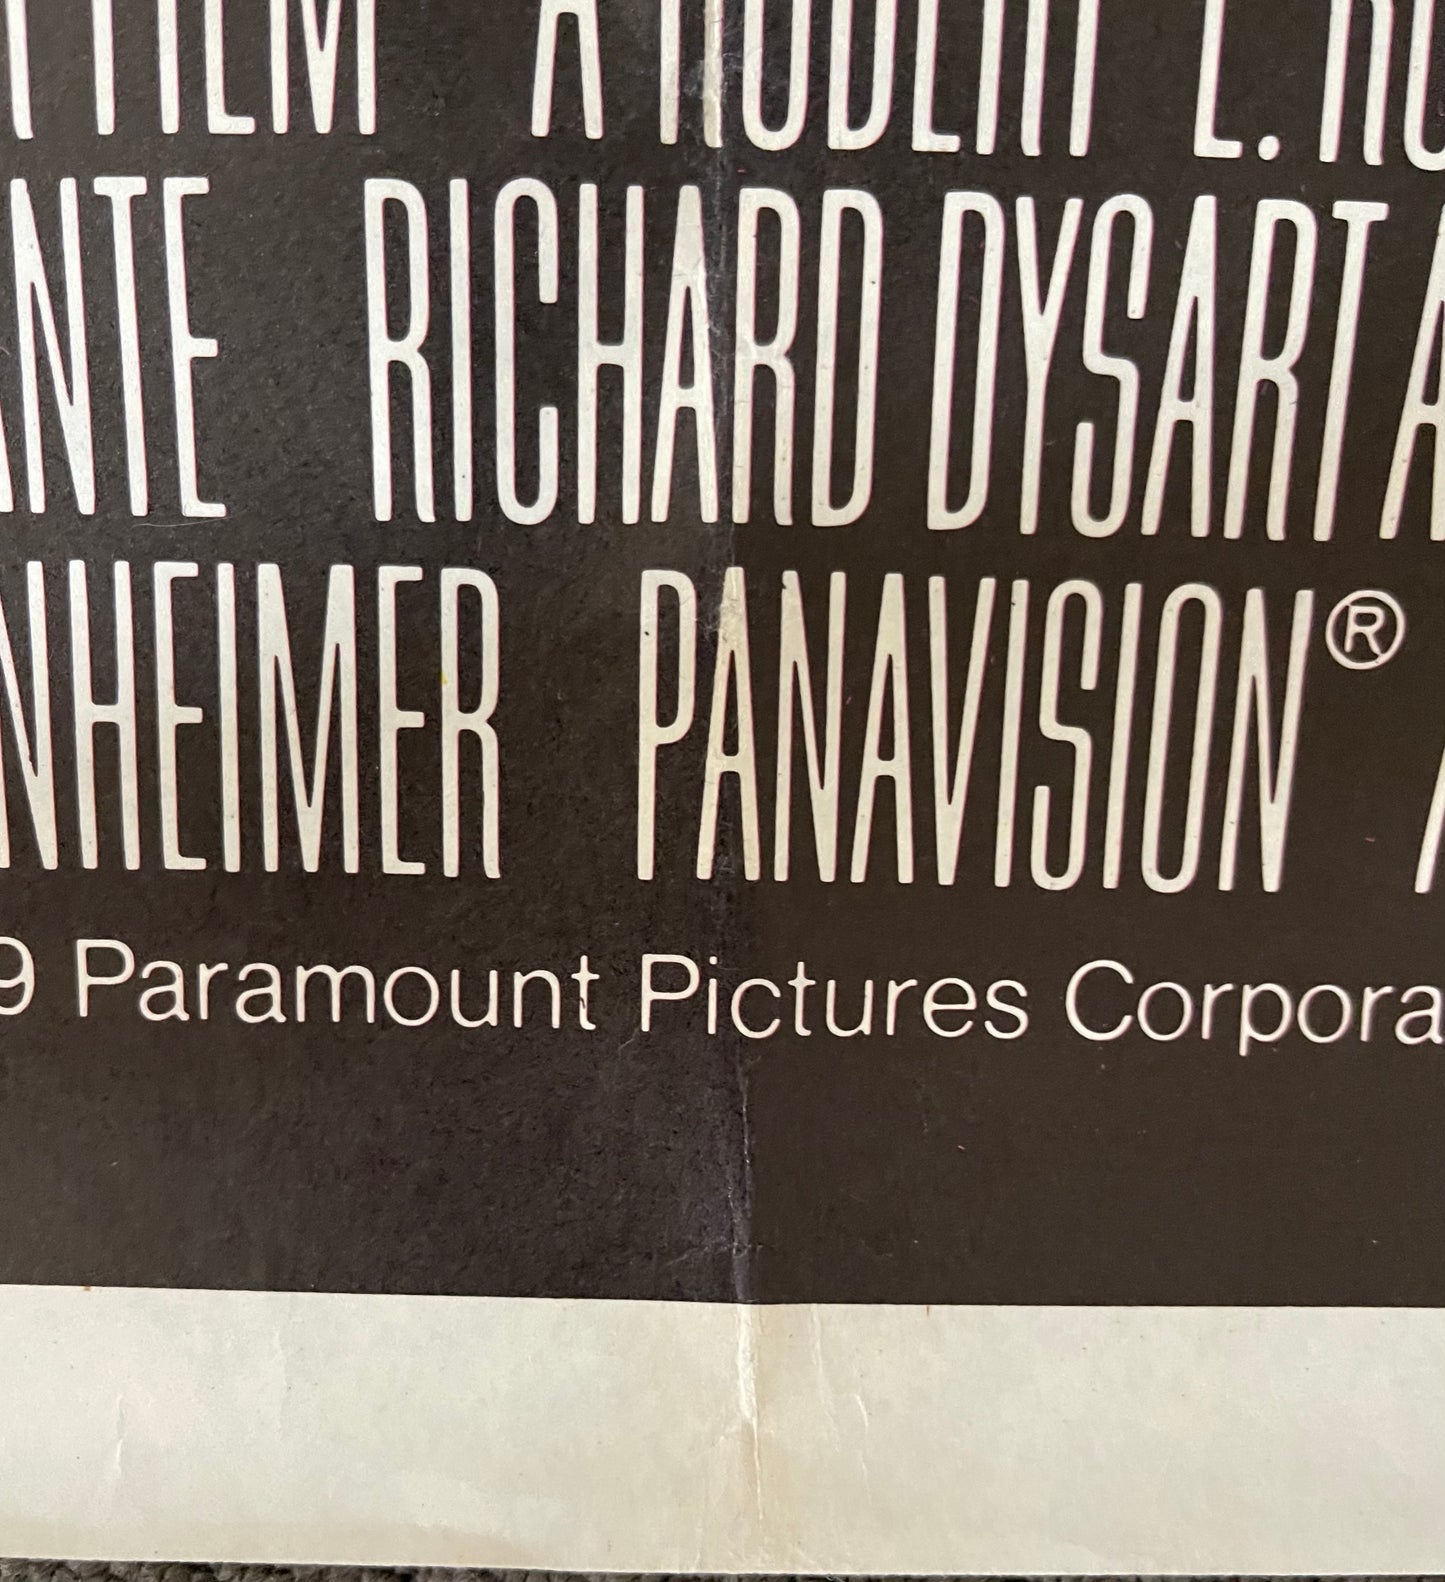 FILM A ROBERT L. RO
ANTE RICHARD DYSART A
NHEIMER PANAVISION®
9 Paramount Pictures Corpora